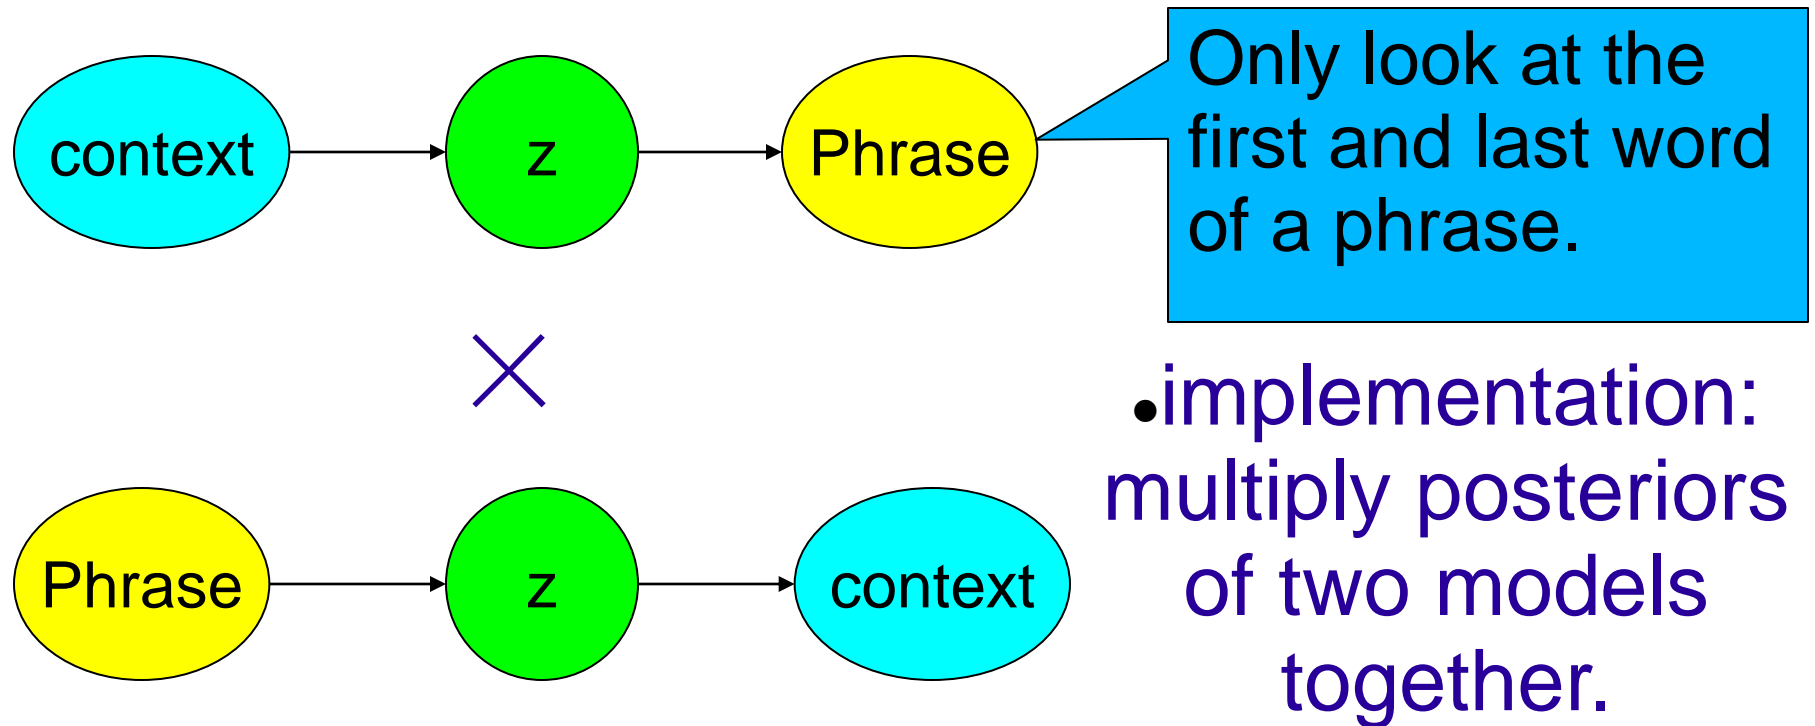 context
z
Phrase
Only look at the
first and last word
of a phrase.
•implementation:
multiply posteriors
of two models
together.
Phrase
z
context